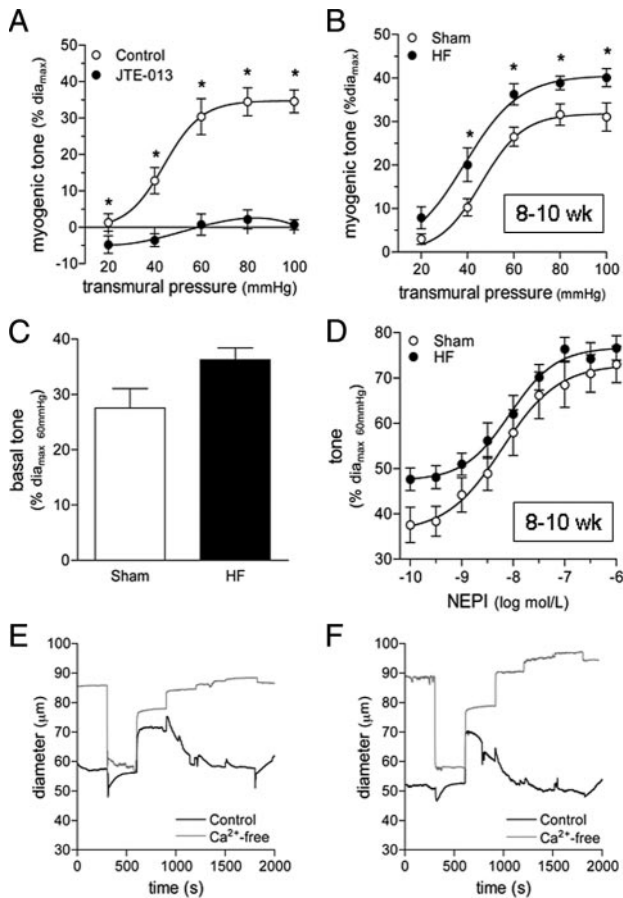 A
Control
JTE-013
myogenic tone (% dia max)
50
40
30
20
10
0
-5
-10
* * * * *
20 40 60 80 100
transmural pressure (mmHg)
B
Sham
HF
myogenic tone (%dia max)
50
40
30
20
10
0
* * * *
8-10 wk
20 40 60 80 100
transmural pressure (mmHg)
C
basal tone
(% dia max 60mmHg)
40
30
20
10
0
Sham HF
D
Sham
HF
tone
(% dia max 60mmHg)
80
70
60
50
40
30
8-10 wk
-10 -9 -8 -7 -6
NEPI (log mol/L)
E
diameter (μm)
100
90
80
70
60
50
40
30
Control
Ca2+-free
0 500 1000 1500 2000
time (s)
F
diameter (μm)
100
90
80
70
60
50
40
30
Control
Ca2+-free
0 500 1000 1500 2000
time (s)